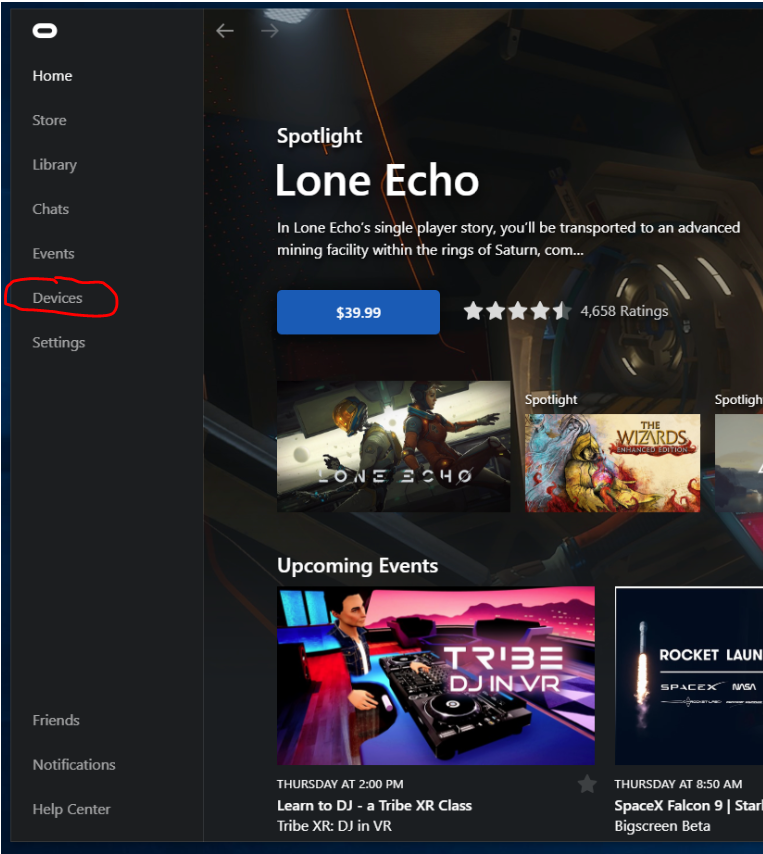 Home
Store
Library
Chats
Events
Devices
Settings
Friends
Notifications
Help Center
Spotlight
Lone Echo
In Lone Echo's single player story, you'll be transported to an advanced
mining facility within the rings of Saturn, com...
$39.99
4,658 Ratings
LONE ECHO
Spotlight
THE
WIZARDS
ENHANCED EDITION
Upcoming Events
TRIBE
DJ IN VR
THURSDAY AT 2:00 PM
Learn to DJ - a Tribe XR Class
Tribe XR: DJ in VR
ROCKET LAUN
SPACEX NASA
THURSDAY AT 8:50 AM
SpaceX Falcon 9 |
Bigscreen Beta